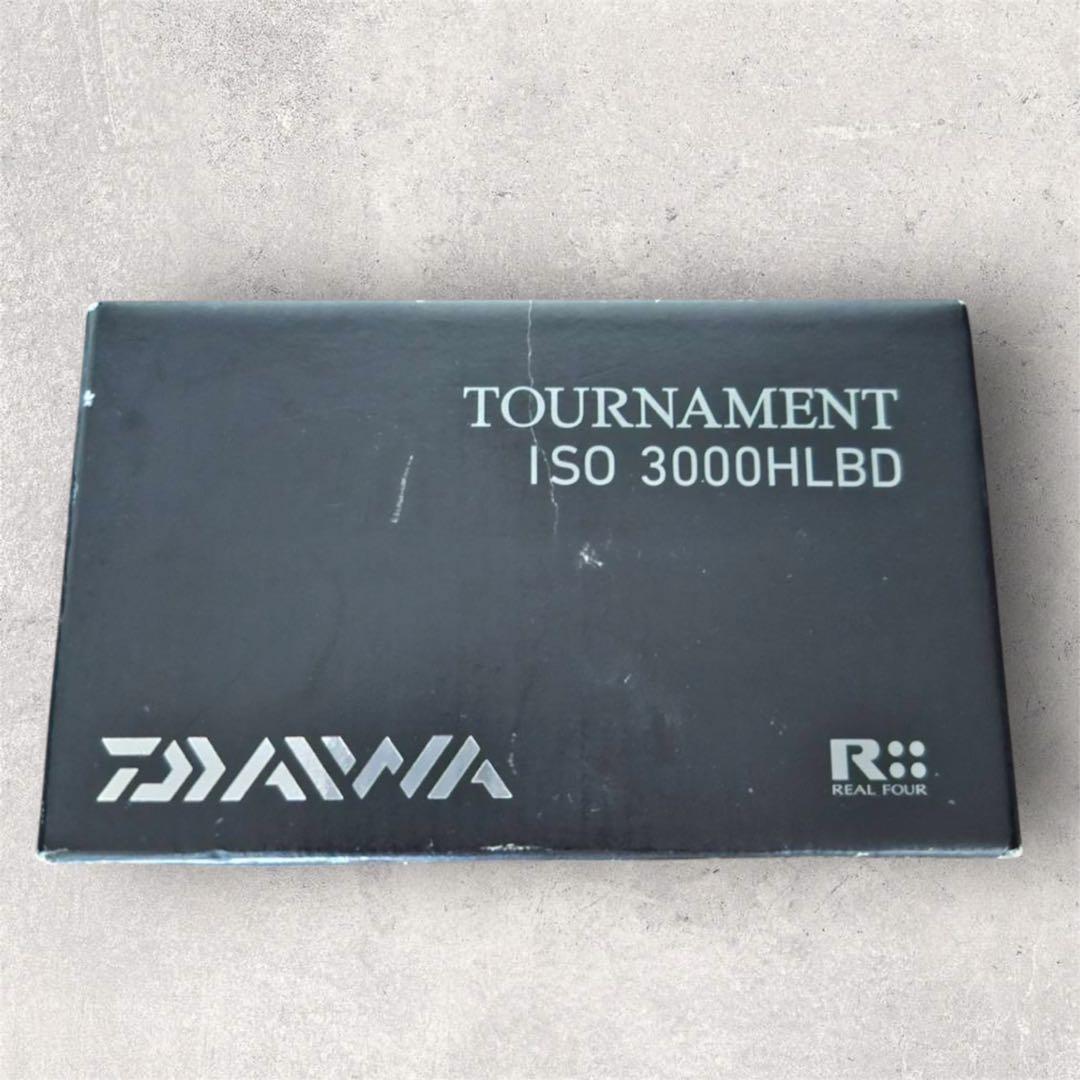 TOURNAMENT
ISO 3000HLBD
DAIWA
R
REAL FOUR